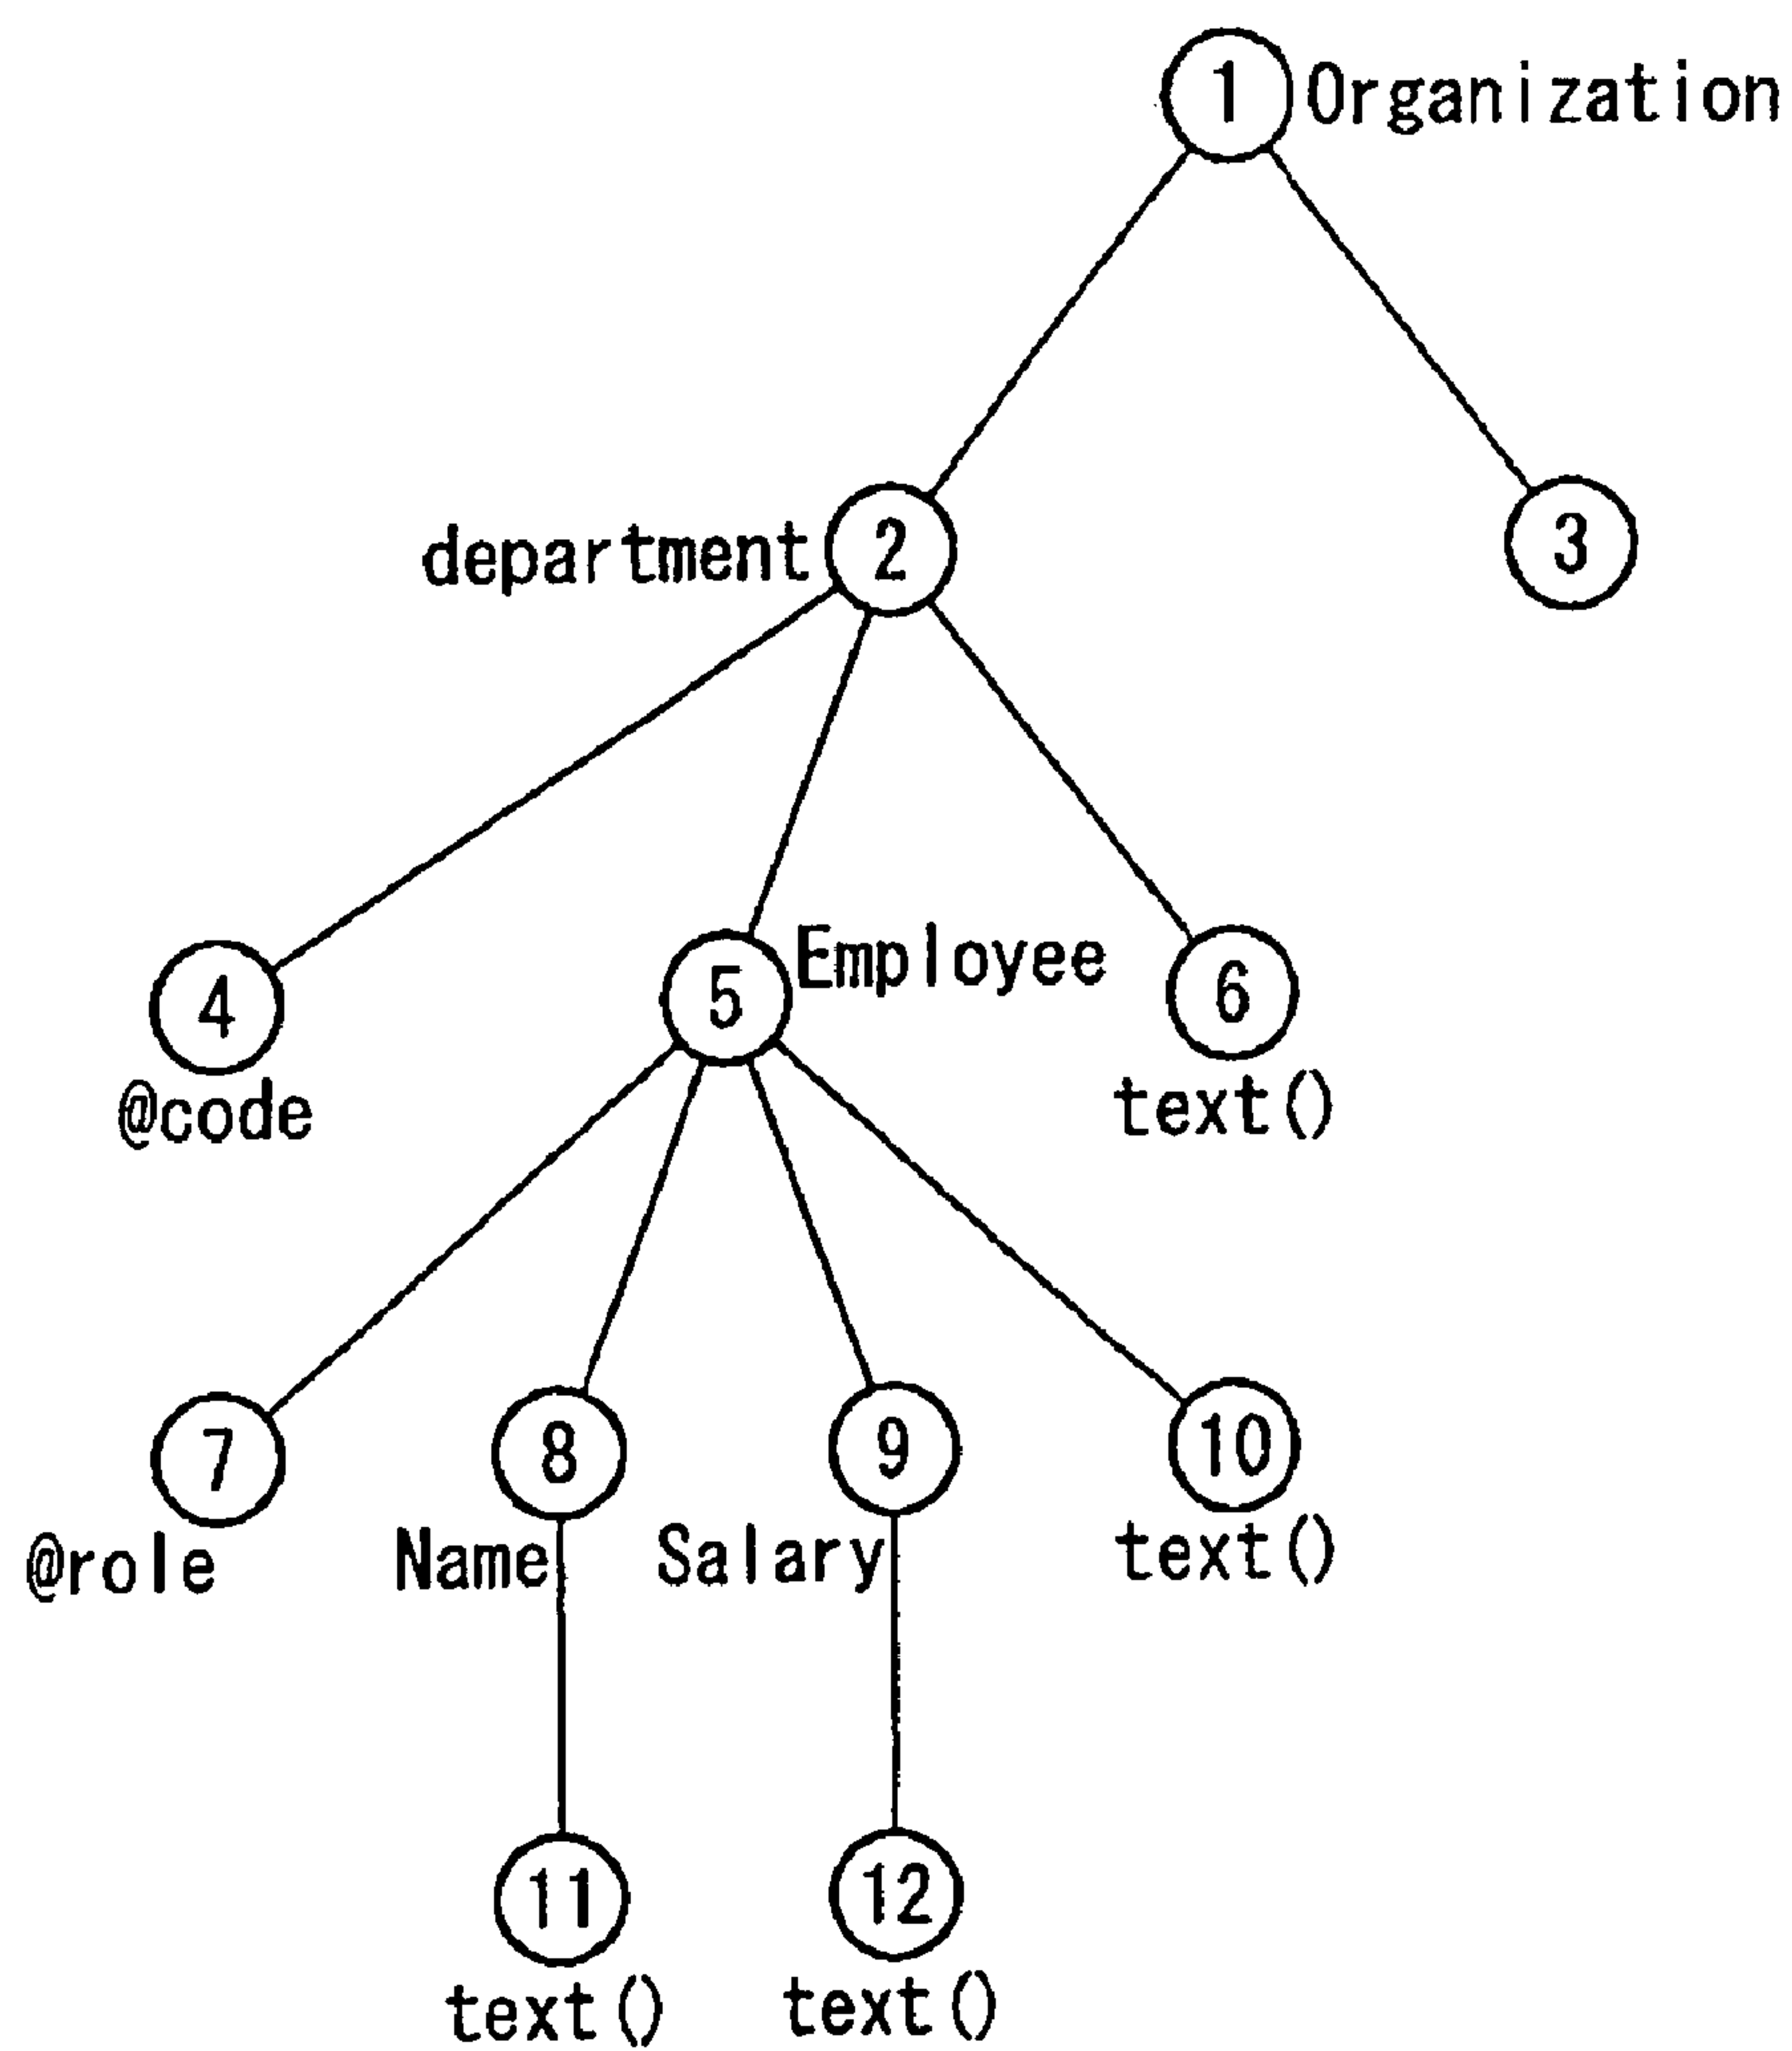 1 Organization
department 2
3
4
5 Employee
6
@code
text()
7
8
9
10
@role
Name
Salary
text()
11
12
text()
text()